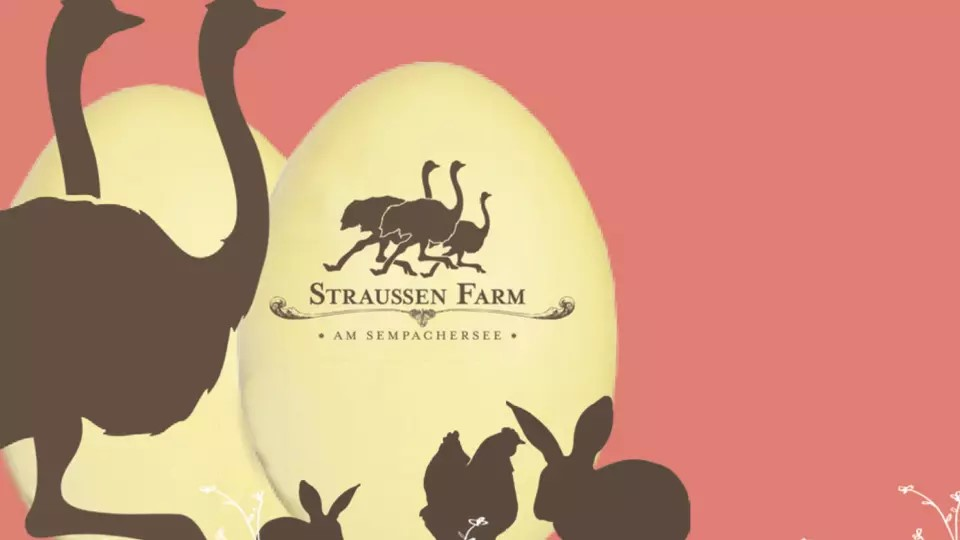 STRAUSSEN FARM
• AM SEMPACHERSEE •